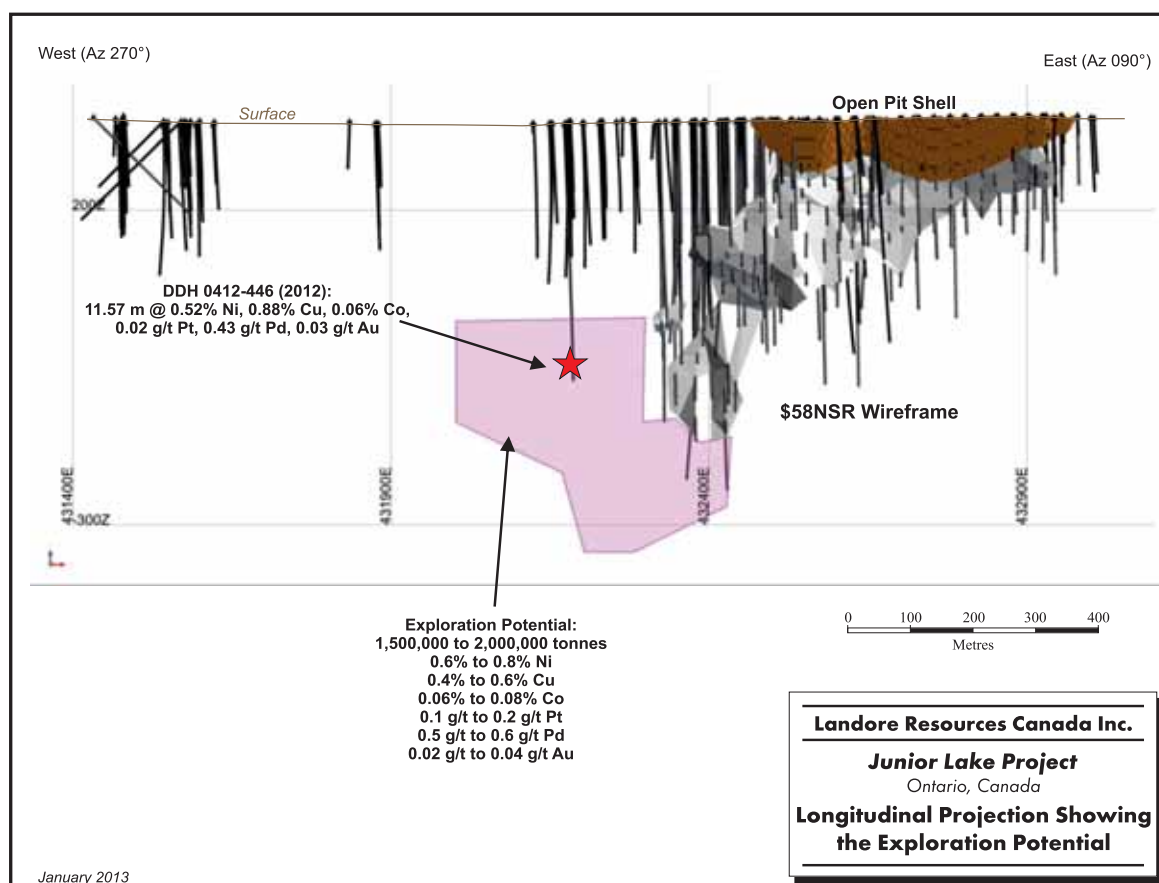 West (Az 270°)
East (Az 090°)
Surface
Open Pit Shell
200Z
DDH 0412-446 (2012):
11.57 m @ 0.52% Ni, 0.88% Cu, 0.06% Co,
0.02 g/t Pt, 0.43 g/t Pd, 0.03 g/t Au
$58NSR Wireframe
431400E
431900E
432400E
432900E
-300Z
Exploration Potential:
1,500,000 to 2,000,000 tonnes
0.6% to 0.8% Ni
0.4% to 0.6% Cu
0.06% to 0.08% Co
0.1 g/t to 0.2 g/t Pt
0.5 g/t to 0.6 g/t Pd
0.02 g/t to 0.04 g/t Au
0 100 200 300 400
Metres
Landore Resources Canada Inc.
Junior Lake Project
Ontario, Canada
Longitudinal Projection Showing
the Exploration Potential
January 2013